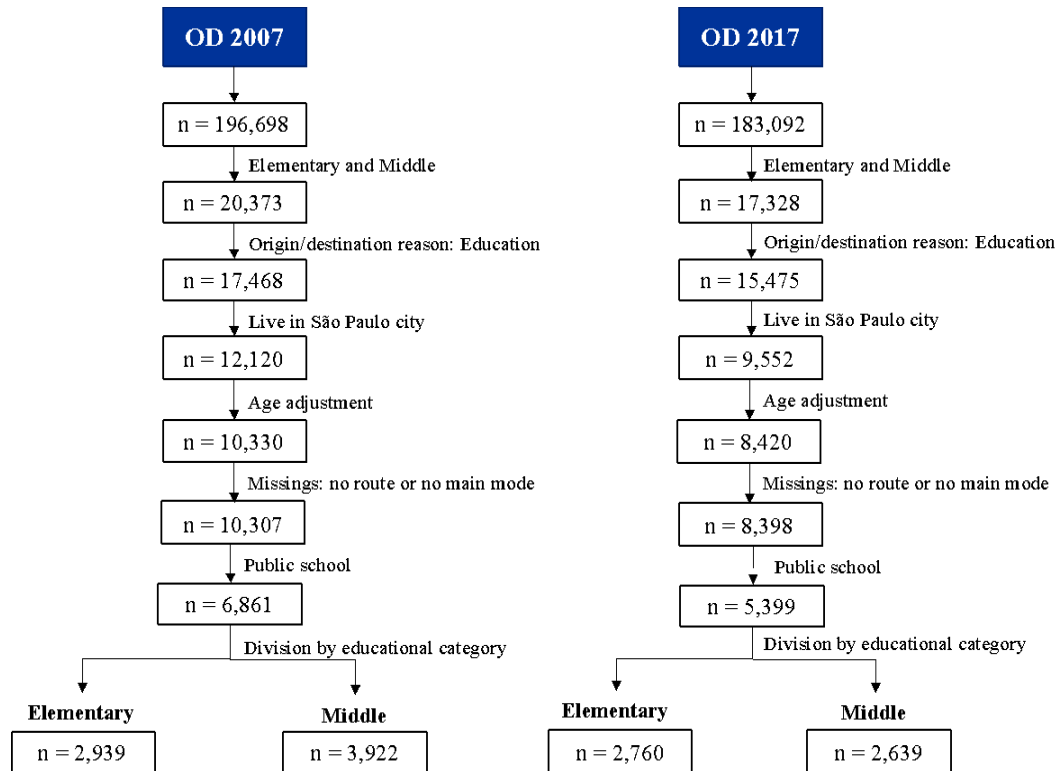 OD 2007
n = 196,698
Elementary and Middle
n = 20,373
Origin/destination reason: Education
n = 17,468
Live in São Paulo city
n = 12,120
Age adjustment
n = 10,330
Missings: no route or no main mode
n = 10,307
Public school
n = 6,861
Division by educational category
Elementary
n = 2,939
Middle
n = 3,922
OD 2017
n = 183,092
Elementary and Middle
n = 17,328
Origin/destination reason: Education
n = 15,475
Live in São Paulo city
n = 9,552
Age adjustment
n = 8,420
Missings: no route or no main mode
n = 8,398
Public school
n = 5,399
Division by educational category
Elementary
n = 2,760
Middle
n = 2,639